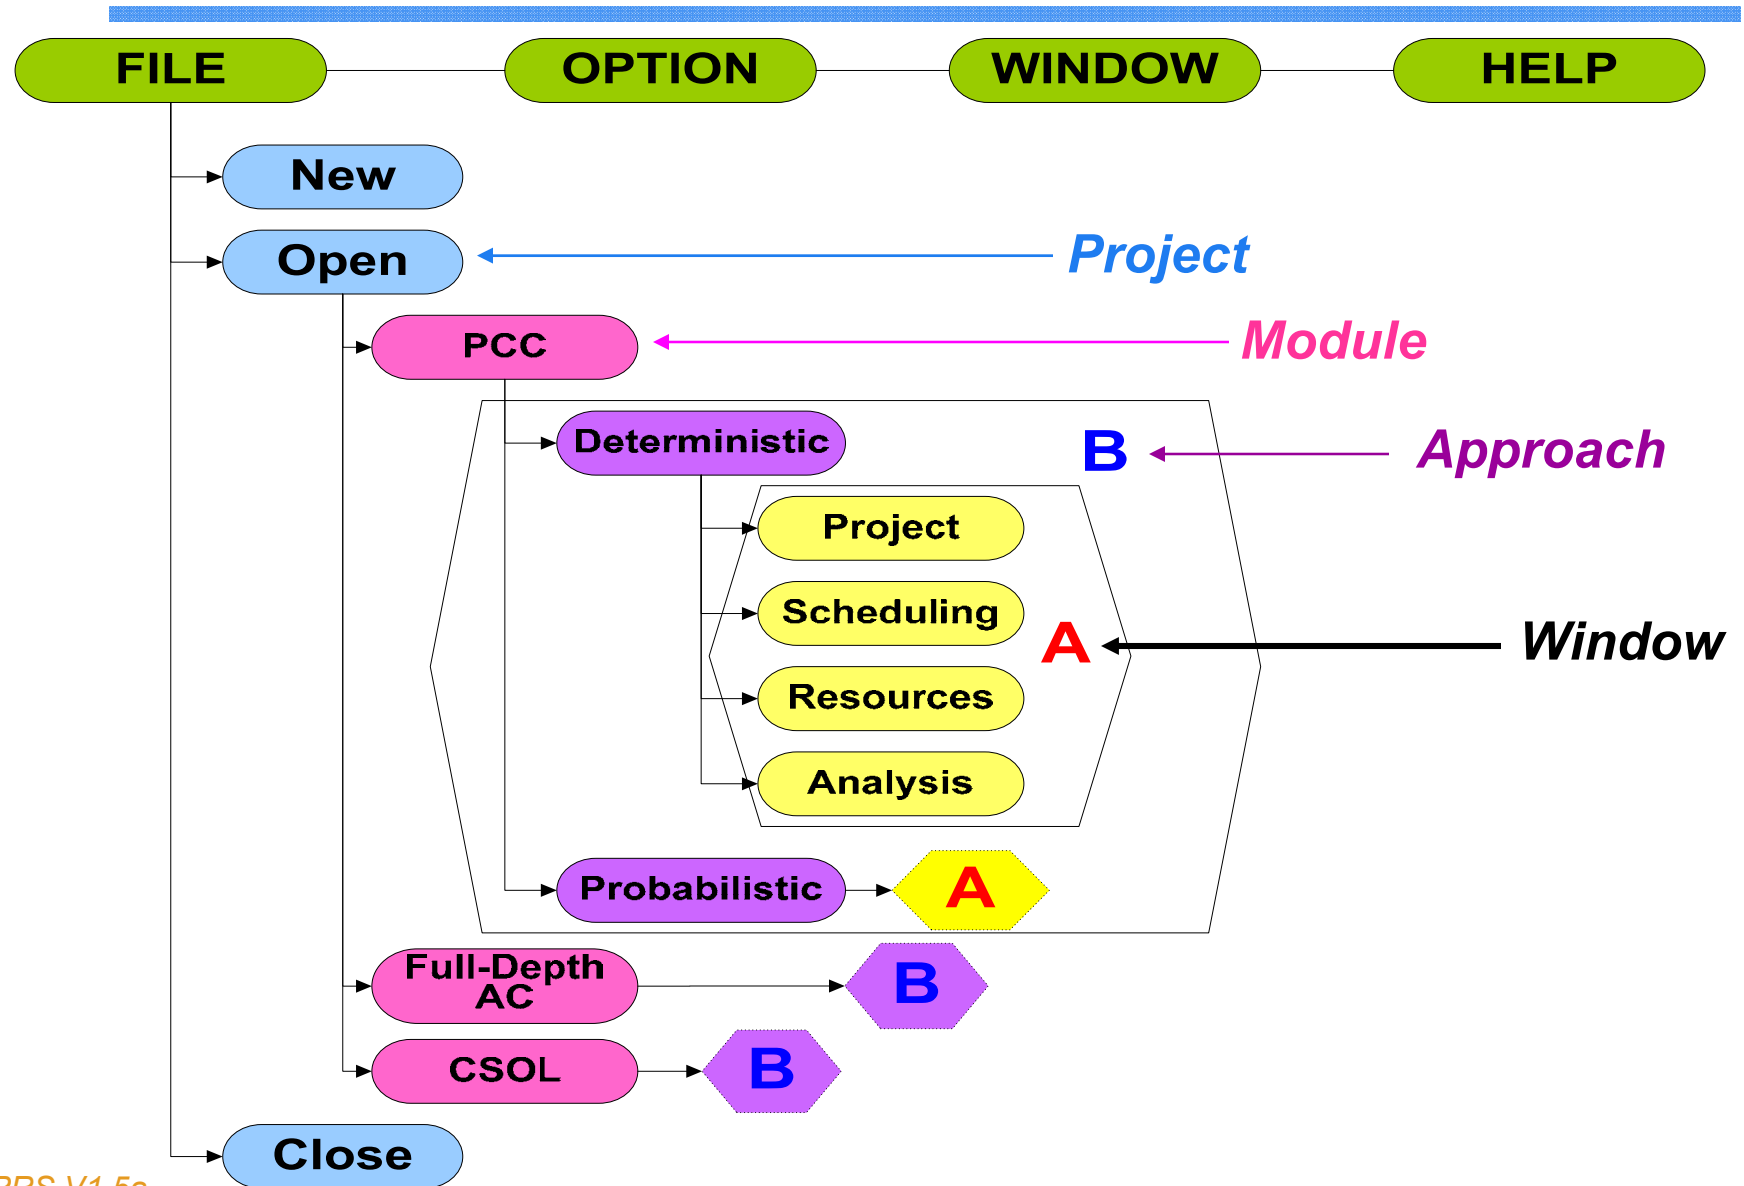 FILE
OPTION
WINDOW
HELP
New
Open
Project
PCC
Module
Deterministic
B
Approach
Project
Scheduling
A
Window
Resources
Analysis
Probabilistic
A
Full-Depth
AC
B
CSOL
B
Close